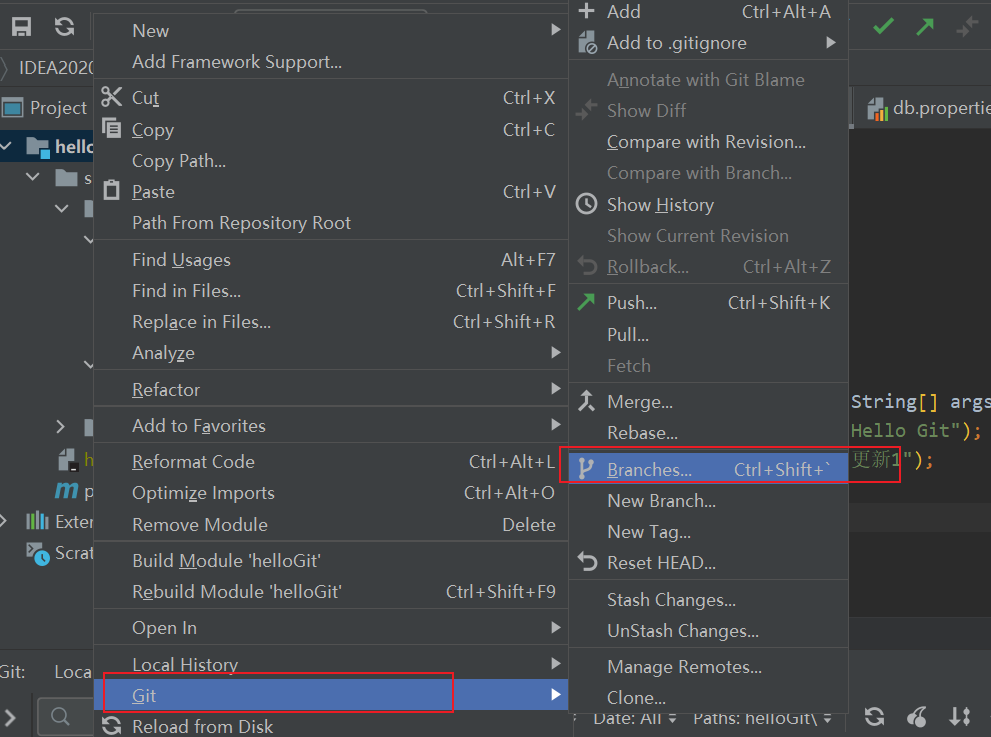 IDEA2020
Project
hello
s
Exter
Scrat
Git:
Loca
New
Add Framework Support...
Cut Ctrl+X
Copy Ctrl+C
Copy Path...
Paste Ctrl+V
Path From Repository Root
Find Usages Alt+F7
Find in Files... Ctrl+Shift+F
Replace in Files... Ctrl+Shift+R
Analyze
Refactor
Add to Favorites
Reformat Code Ctrl+Alt+L
Optimize Imports Ctrl+Alt+O
Remove Module Delete
Build Module 'helloGit'
Rebuild Module 'helloGit' Ctrl+Shift+F9
Open In
Local History
Git
Reload from Disk
Add Ctrl+Alt+A
Add to .gitignore
Annotate with Git Blame
Show Diff
Compare with Revision...
Compare with Branch...
Show History
Show Current Revision
Rollback... Ctrl+Alt+Z
Push... Ctrl+Shift+K
Pull...
Fetch
Merge...
Rebase...
Branches... Ctrl+Shift+`
New Branch...
New Tag...
Reset HEAD...
Stash Changes...
UnStash Changes...
Manage Remotes...
Clone...
Date: All Paths: helloGit\
db.propertie
String[] args
Hello Git");
更新1");